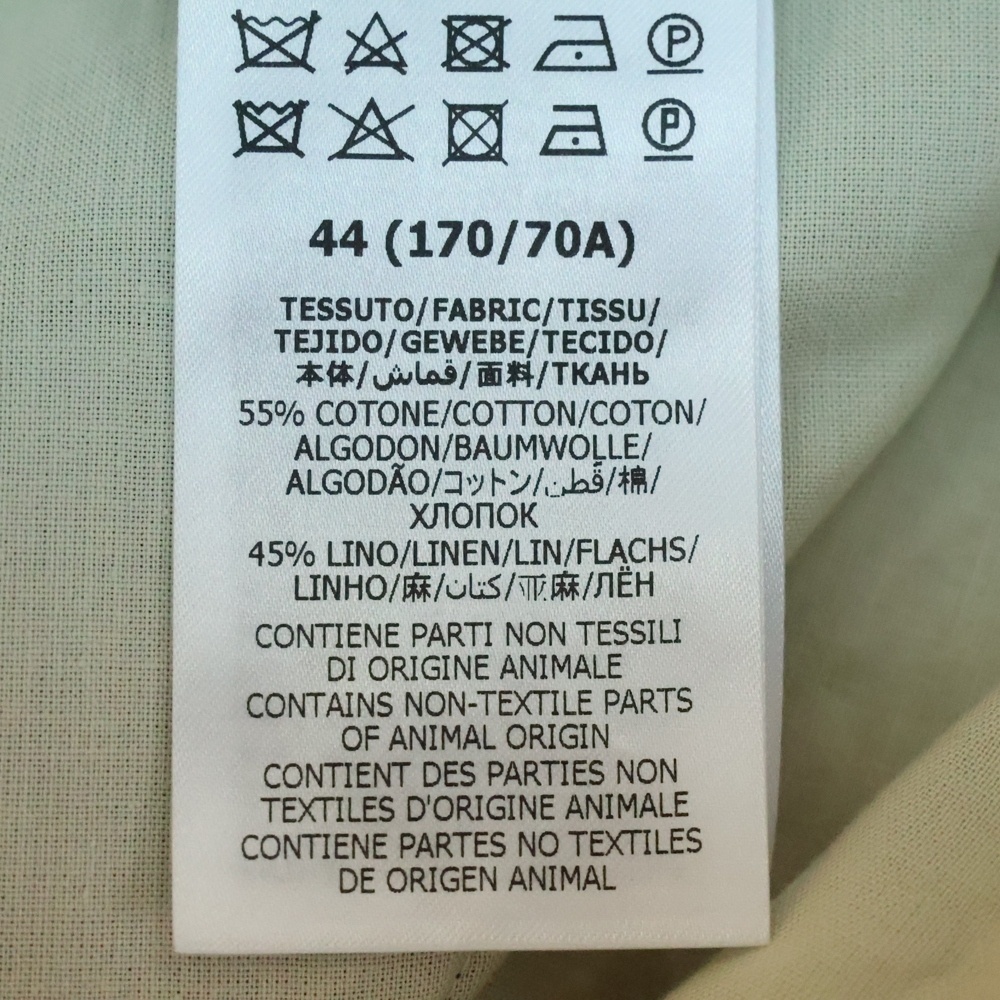 P
P
44 (170/70A)
TESSUTO/FABRIC/TISSU/
TEJIDO/GEWEBE/TECIDO/
本体/قماش/面料/ТКАНЬ
55% COTONE/COTTON/COTON/
ALGODON/BAUMWOLLE/
ALGODÃO/コットン/قطن/棉/
ХЛОПОК
45% LINO/LINEN/LIN/FLACHS/
LINHO/麻/كتان/亚麻/ЛЁН
CONTIENE PARTI NON TESSILI
DI ORIGINE ANIMALE
CONTAINS NON-TEXTILE PARTS
OF ANIMAL ORIGIN
CONTIENT DES PARTIES NON
TEXTILES D'ORIGINE ANIMALE
CONTIENE PARTES NO TEXTILES
DE ORIGEN ANIMAL